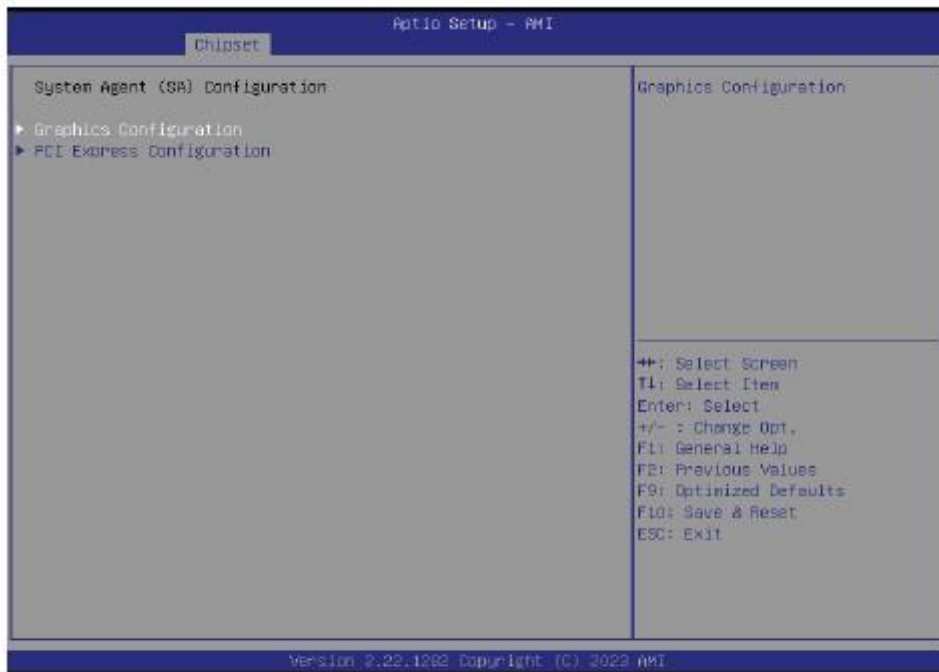 Aptio Setup - AMI
Chipset
System Agent (SA) Configuration
Graphics Configuration
PCI Express Configuration
Graphics Configuration
→←: Select Screen
↑↓: Select Item
Enter: Select
+/- : Change Opt.
F1: General Help
F2: Previous Values
F9: Optimized Defaults
F10: Save & Reset
ESC: Exit
Version 2.22.1282 Copyright (C) 2023 AMI